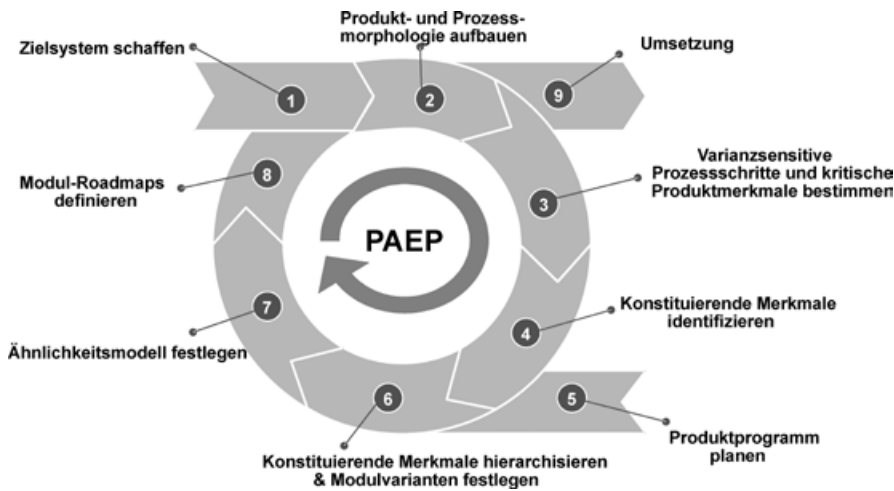 Zielsystem schaffen
1
Produkt- und Prozess-
morphologie aufbauen
2
Varianzsensitive
Prozessschritte und kritische
Produktmerkmale bestimmen
3
Konstituierende Merkmale
identifizieren
4
Produktprogramm
planen
5
Konstituierende Merkmale hierarchisieren
& Modulvarianten festlegen
6
Ähnlichkeitsmodell festlegen
7
Modul-Roadmaps
definieren
8
Umsetzung
9
PAEP